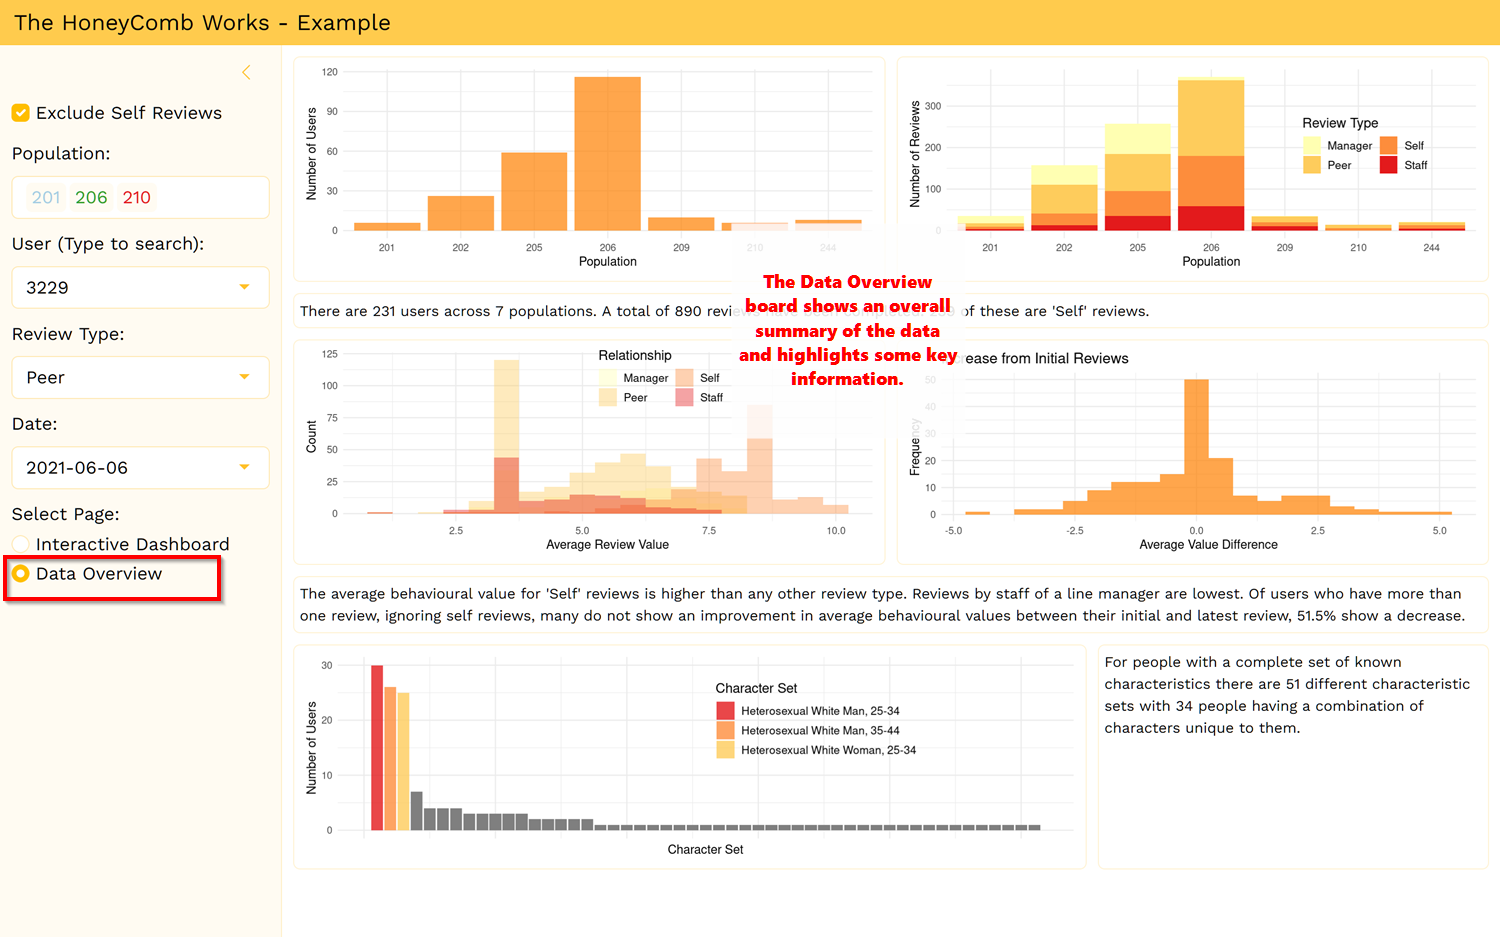 The HoneyComb Works - Example
Exclude Self Reviews
Population:
201 206 210
User (Type to search):
3229
Review Type:
Peer
Date:
2021-06-06
Select Page:
Interactive Dashboard
Data Overview
Number of Users
120
90
60
30
0
201 202 205 206 209 210 244
Population
Number of Reviews
300
200
100
0
201 202 205 206 209 210 244
Population
Review Type
Manager Self
Peer Staff
The Data Overview
board shows an overall
summary of the data
and highlights some key
information.
There are 231 users across 7 populations. A total of 890 of these are 'Self' reviews.
Count
125
100
75
50
25
0
2.5 5.0 7.5 10.0
Average Review Value
Relationship
Manager Self
Peer Staff
from Initial Reviews
Frequency
50
40
30
20
10
0
-5.0 -2.5 0.0 2.5 5.0
Average Value Difference
The average behavioural value for 'Self' reviews is higher than any other review type. Reviews by staff of a line manager are lowest. Of users who have more than
one review, ignoring self reviews, many do not show an improvement in average behavioural values between their initial and latest review, 51.5% show a decrease.
Number of Users
30
20
10
0
Character Set
Character Set
Heterosexual White Man, 25-34
Heterosexual White Man, 35-44
Heterosexual White Woman, 25-34
For people with a complete set of known
characteristics there are 51 different characteristic
sets with 34 people having a combination of
characters unique to them.